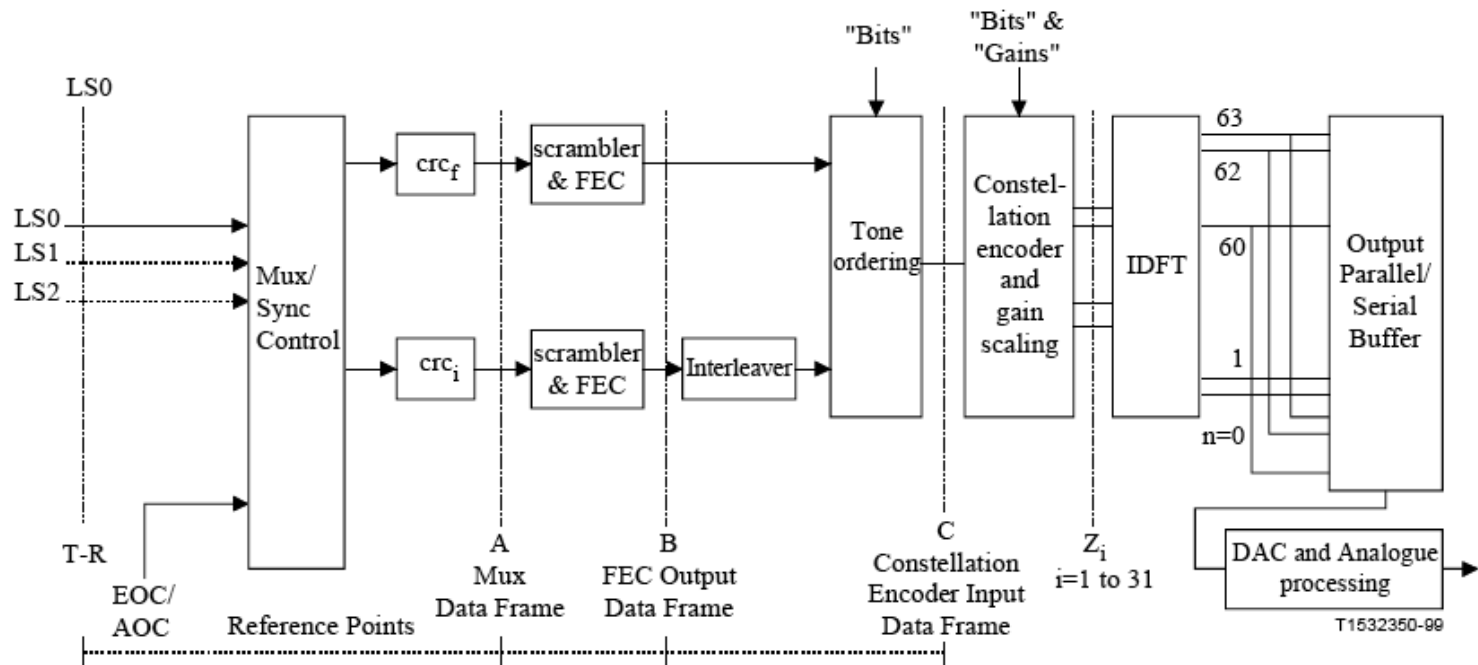 "Bits"
"Bits" &
"Gains"
LS0
63
62
60
1
n=0
crc_f
scrambler
& FEC
LS0
LS1
LS2
Mux/
Sync
Control
Tone
ordering
Constel-
lation
encoder
and
gain
scaling
IDFT
Output
Parallel/
Serial
Buffer
crc_i
scrambler
& FEC
Interleaver
T-R
EOC/
AOC
Reference Points
A
Mux
Data Frame
B
FEC Output
Data Frame
C
Constellation
Encoder Input
Data Frame
Z_i
i=1 to 31
DAC and Analogue
processing
T1532350-99